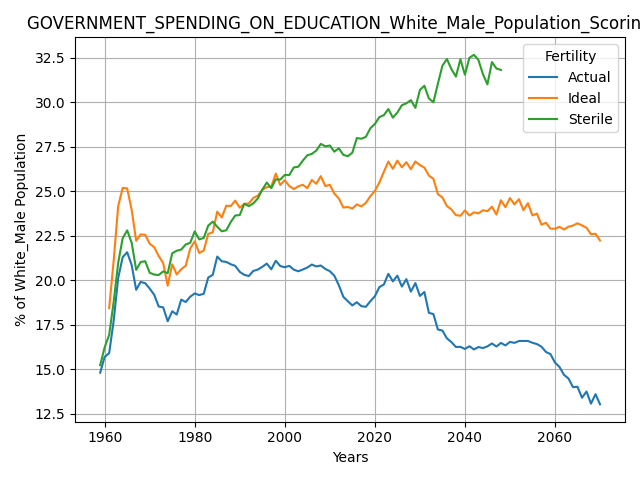 GOVERNMENT_SPENDING_ON_EDUCATION_White_Male_Population_Scorin
Fertility
Actual
Ideal
Sterile
% of White_Male Population
32.5
30.0
27.5
25.0
22.5
20.0
17.5
15.0
12.5
1960
1980
2000
2020
2040
2060
Years